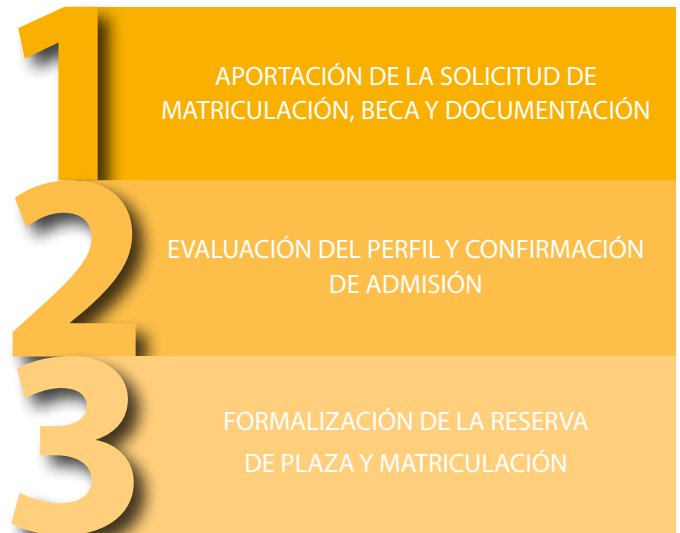 1
APORTACIÓN DE LA SOLICITUD DE
MATRICULACIÓN, BECA Y DOCUMENTACIÓN
2
EVALUACIÓN DEL PERFIL Y CONFIRMACIÓN
DE ADMISIÓN
3
FORMALIZACIÓN DE LA RESERVA
DE PLAZA Y MATRICULACIÓN